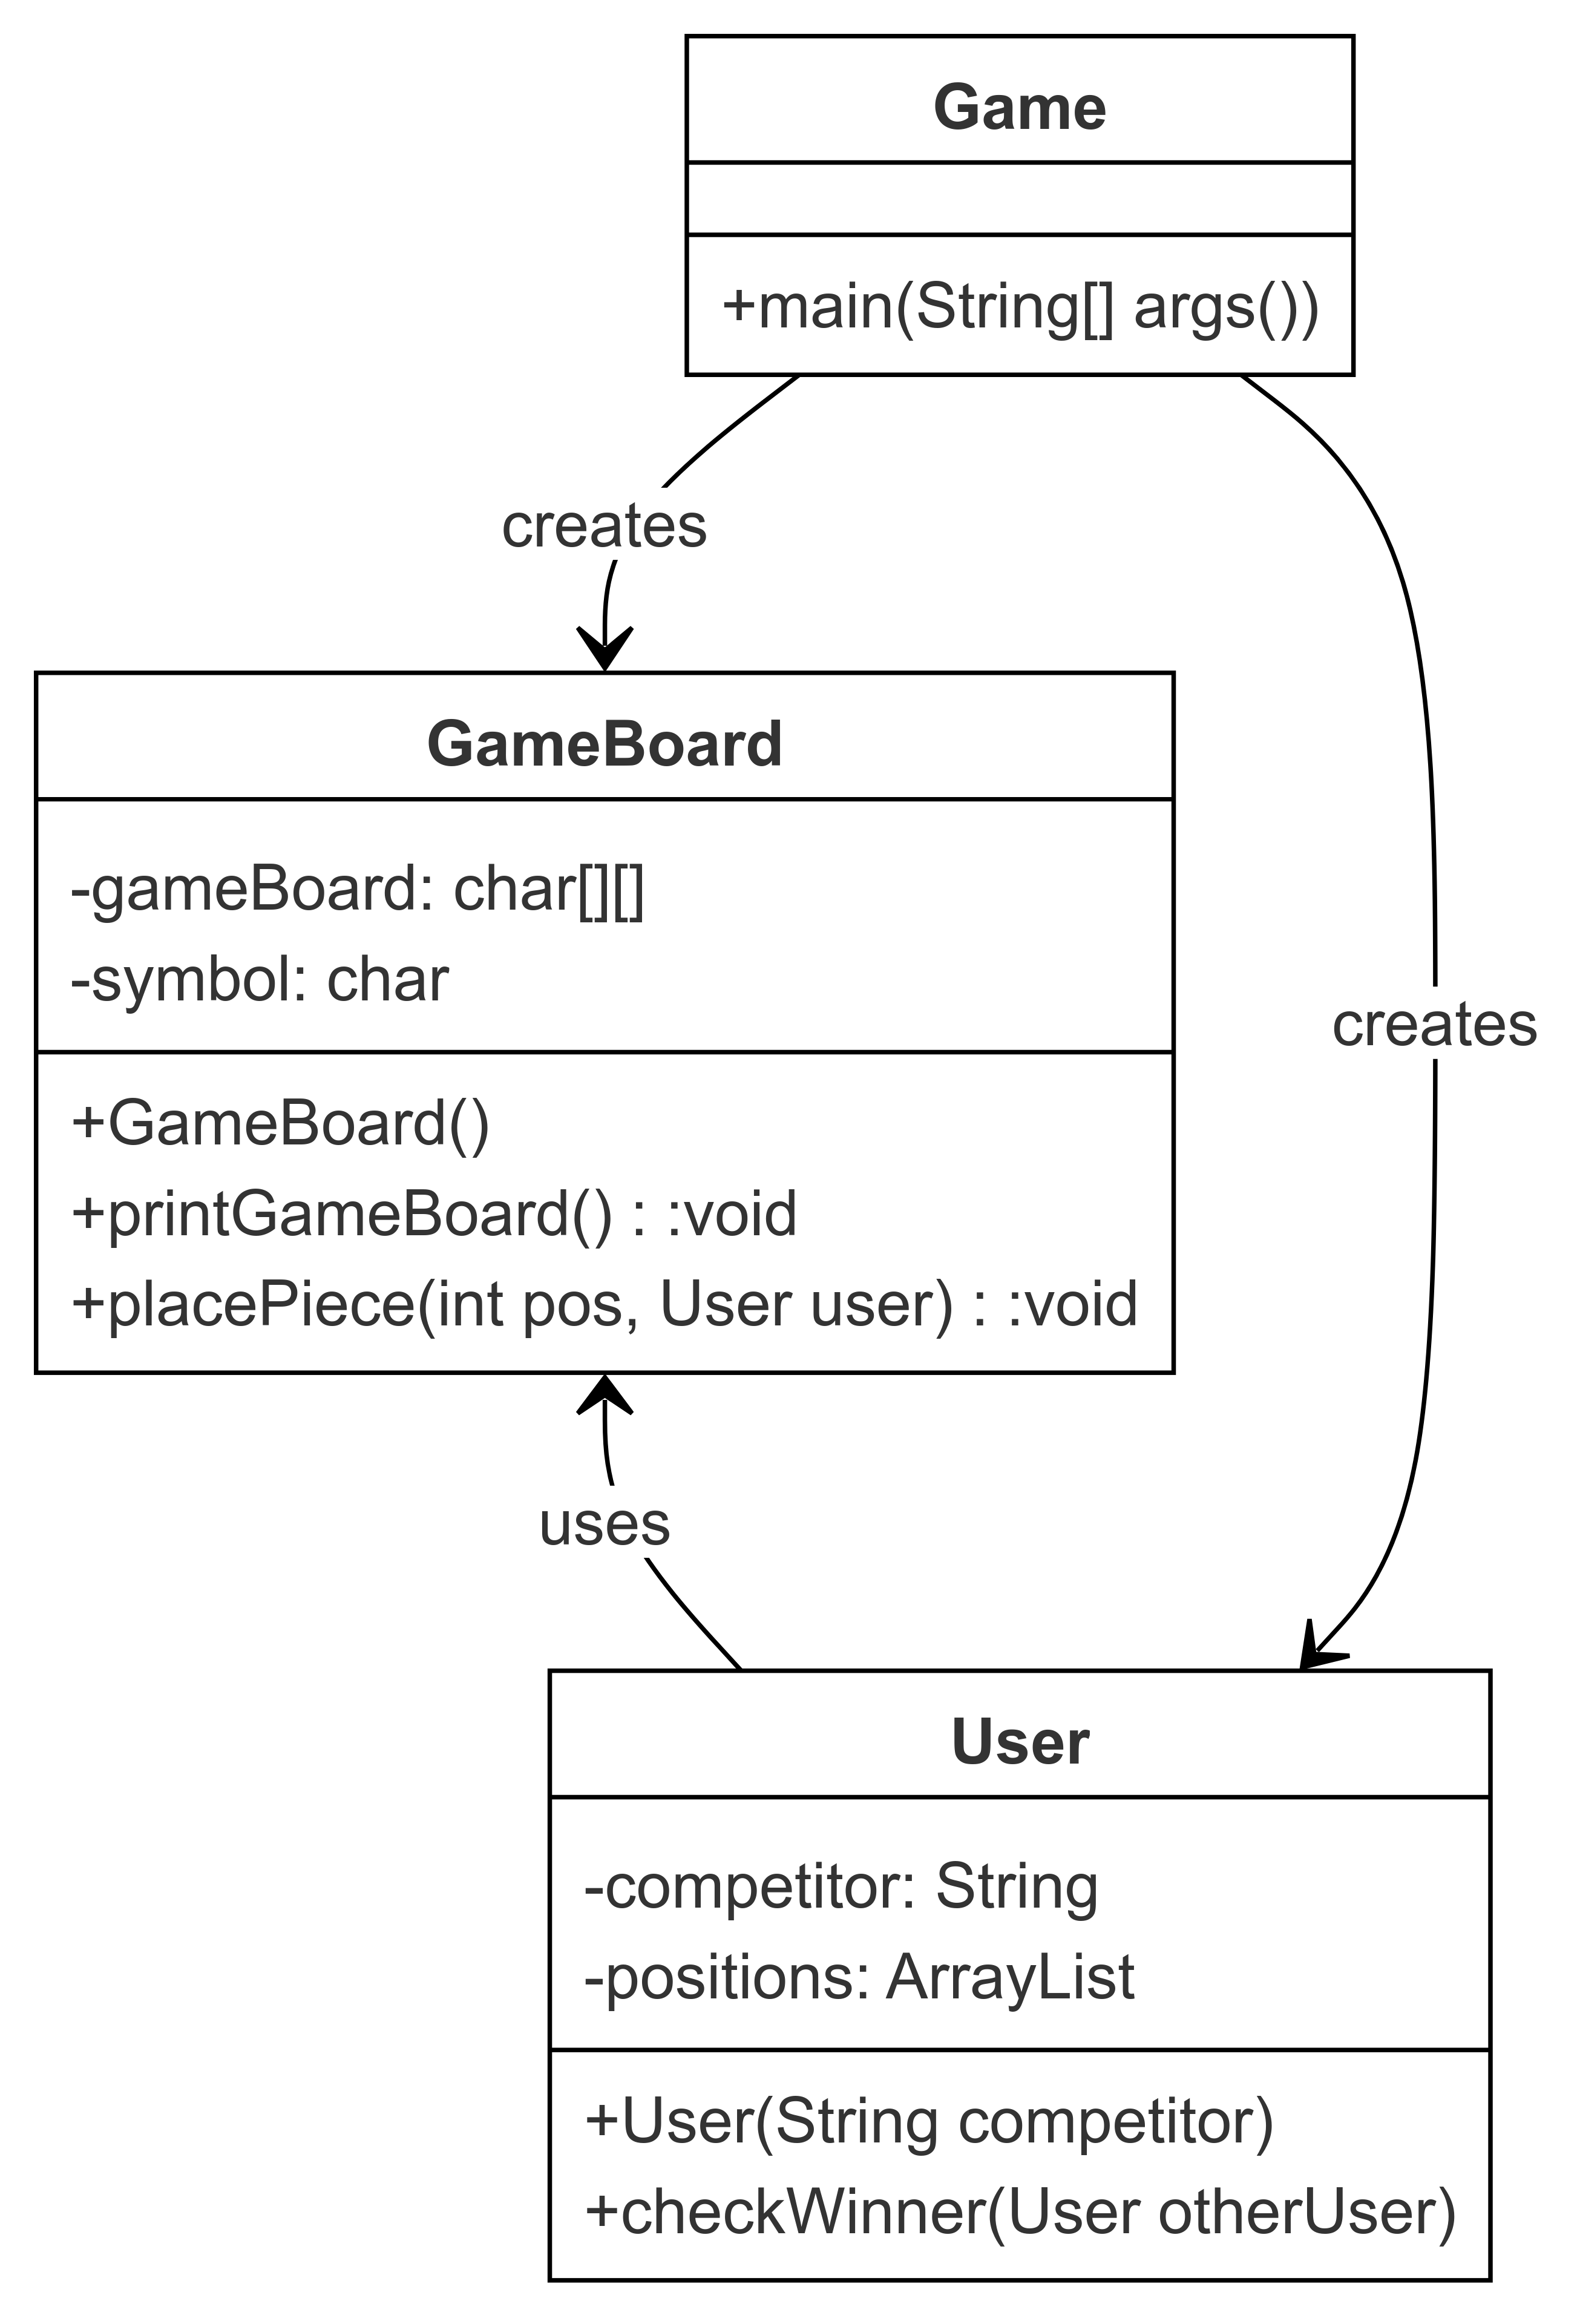 Game
+main(String[] args())
creates
GameBoard
-gameBoard: char[][]
-symbol: char
creates
+GameBoard()
+printGameBoard() : :void
+placePiece(int pos, User user) : :void
uses
User
-competitor: String
-positions: ArrayList
+User(String competitor)
+checkWinner(User otherUser)